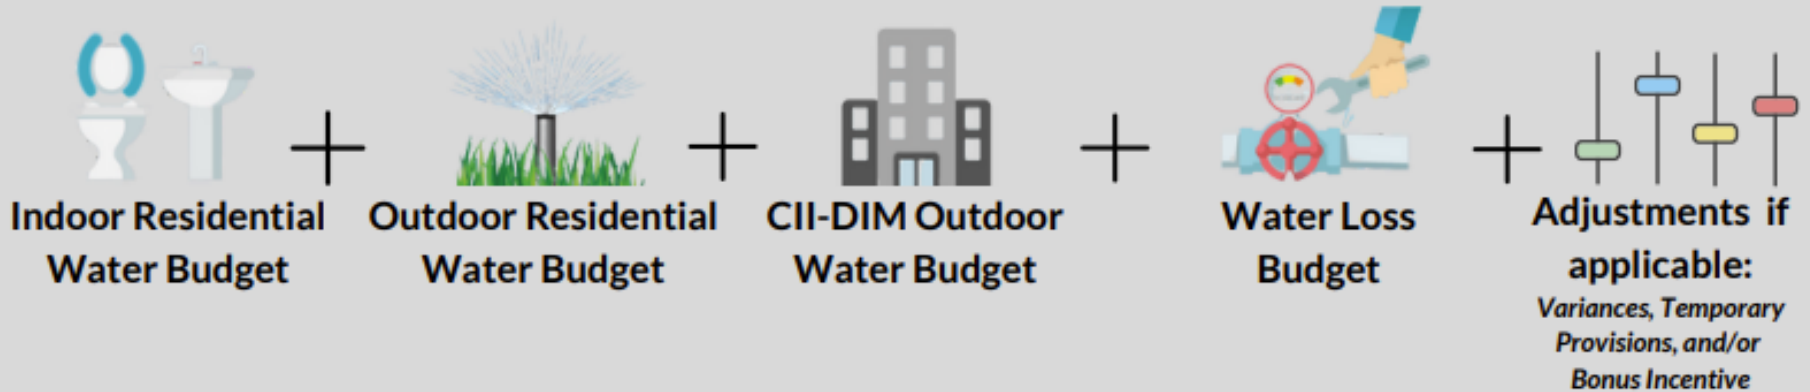 Indoor Residential
Water Budget
+
Outdoor Residential
Water Budget
+
CII-DIM Outdoor
Water Budget
+
Water Loss
Budget
+
Adjustments if
applicable:
Variances, Temporary
Provisions, and/or
Bonus Incentive